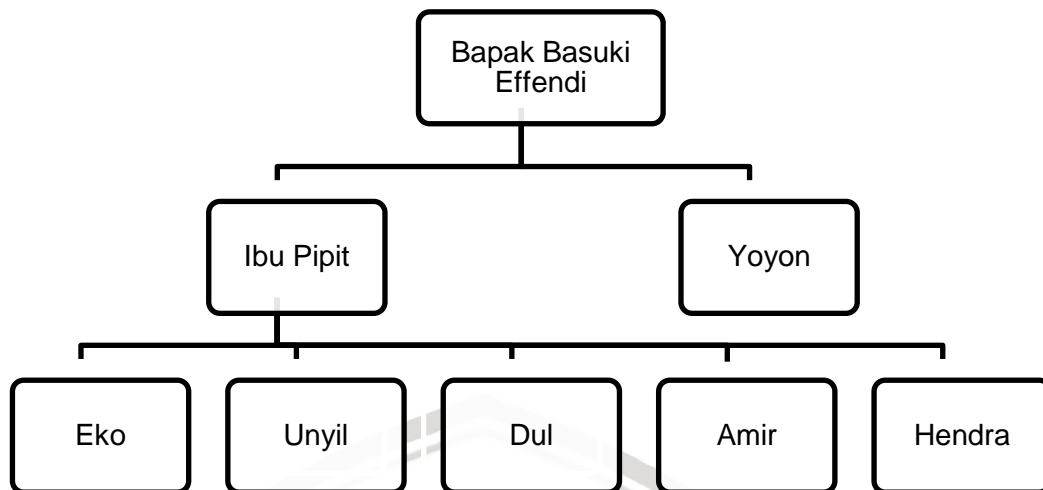 Bapak Basuki
Effendi
Ibu Pipit
Yoyon
Eko
Unyil
Dul
Amir
Hendra